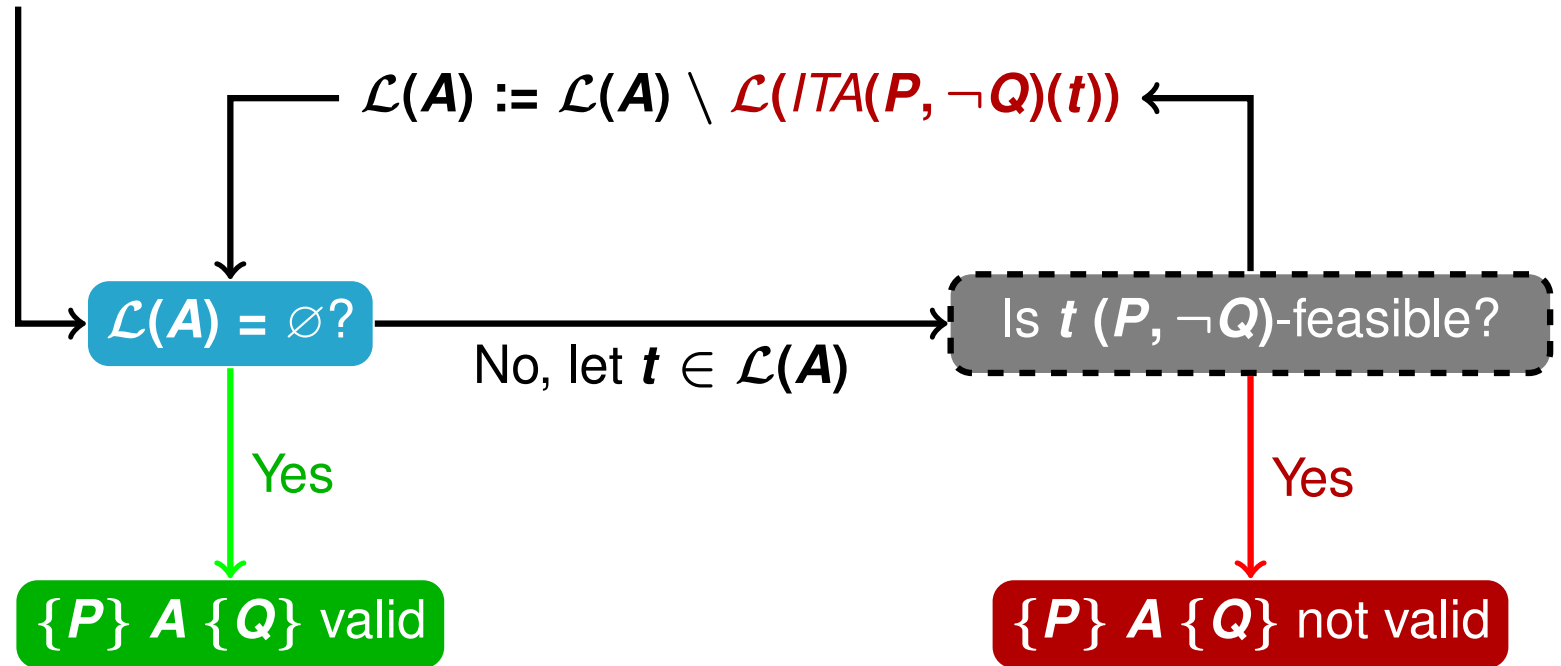 𝓛(A) := 𝓛(A) \ 𝓛(ITA(P, ¬Q)(t))
𝓛(A) = ∅?
No, let t ∈ 𝓛(A)
Is t (P, ¬Q)-feasible?
Yes
Yes
{P} A {Q} valid
{P} A {Q} not valid